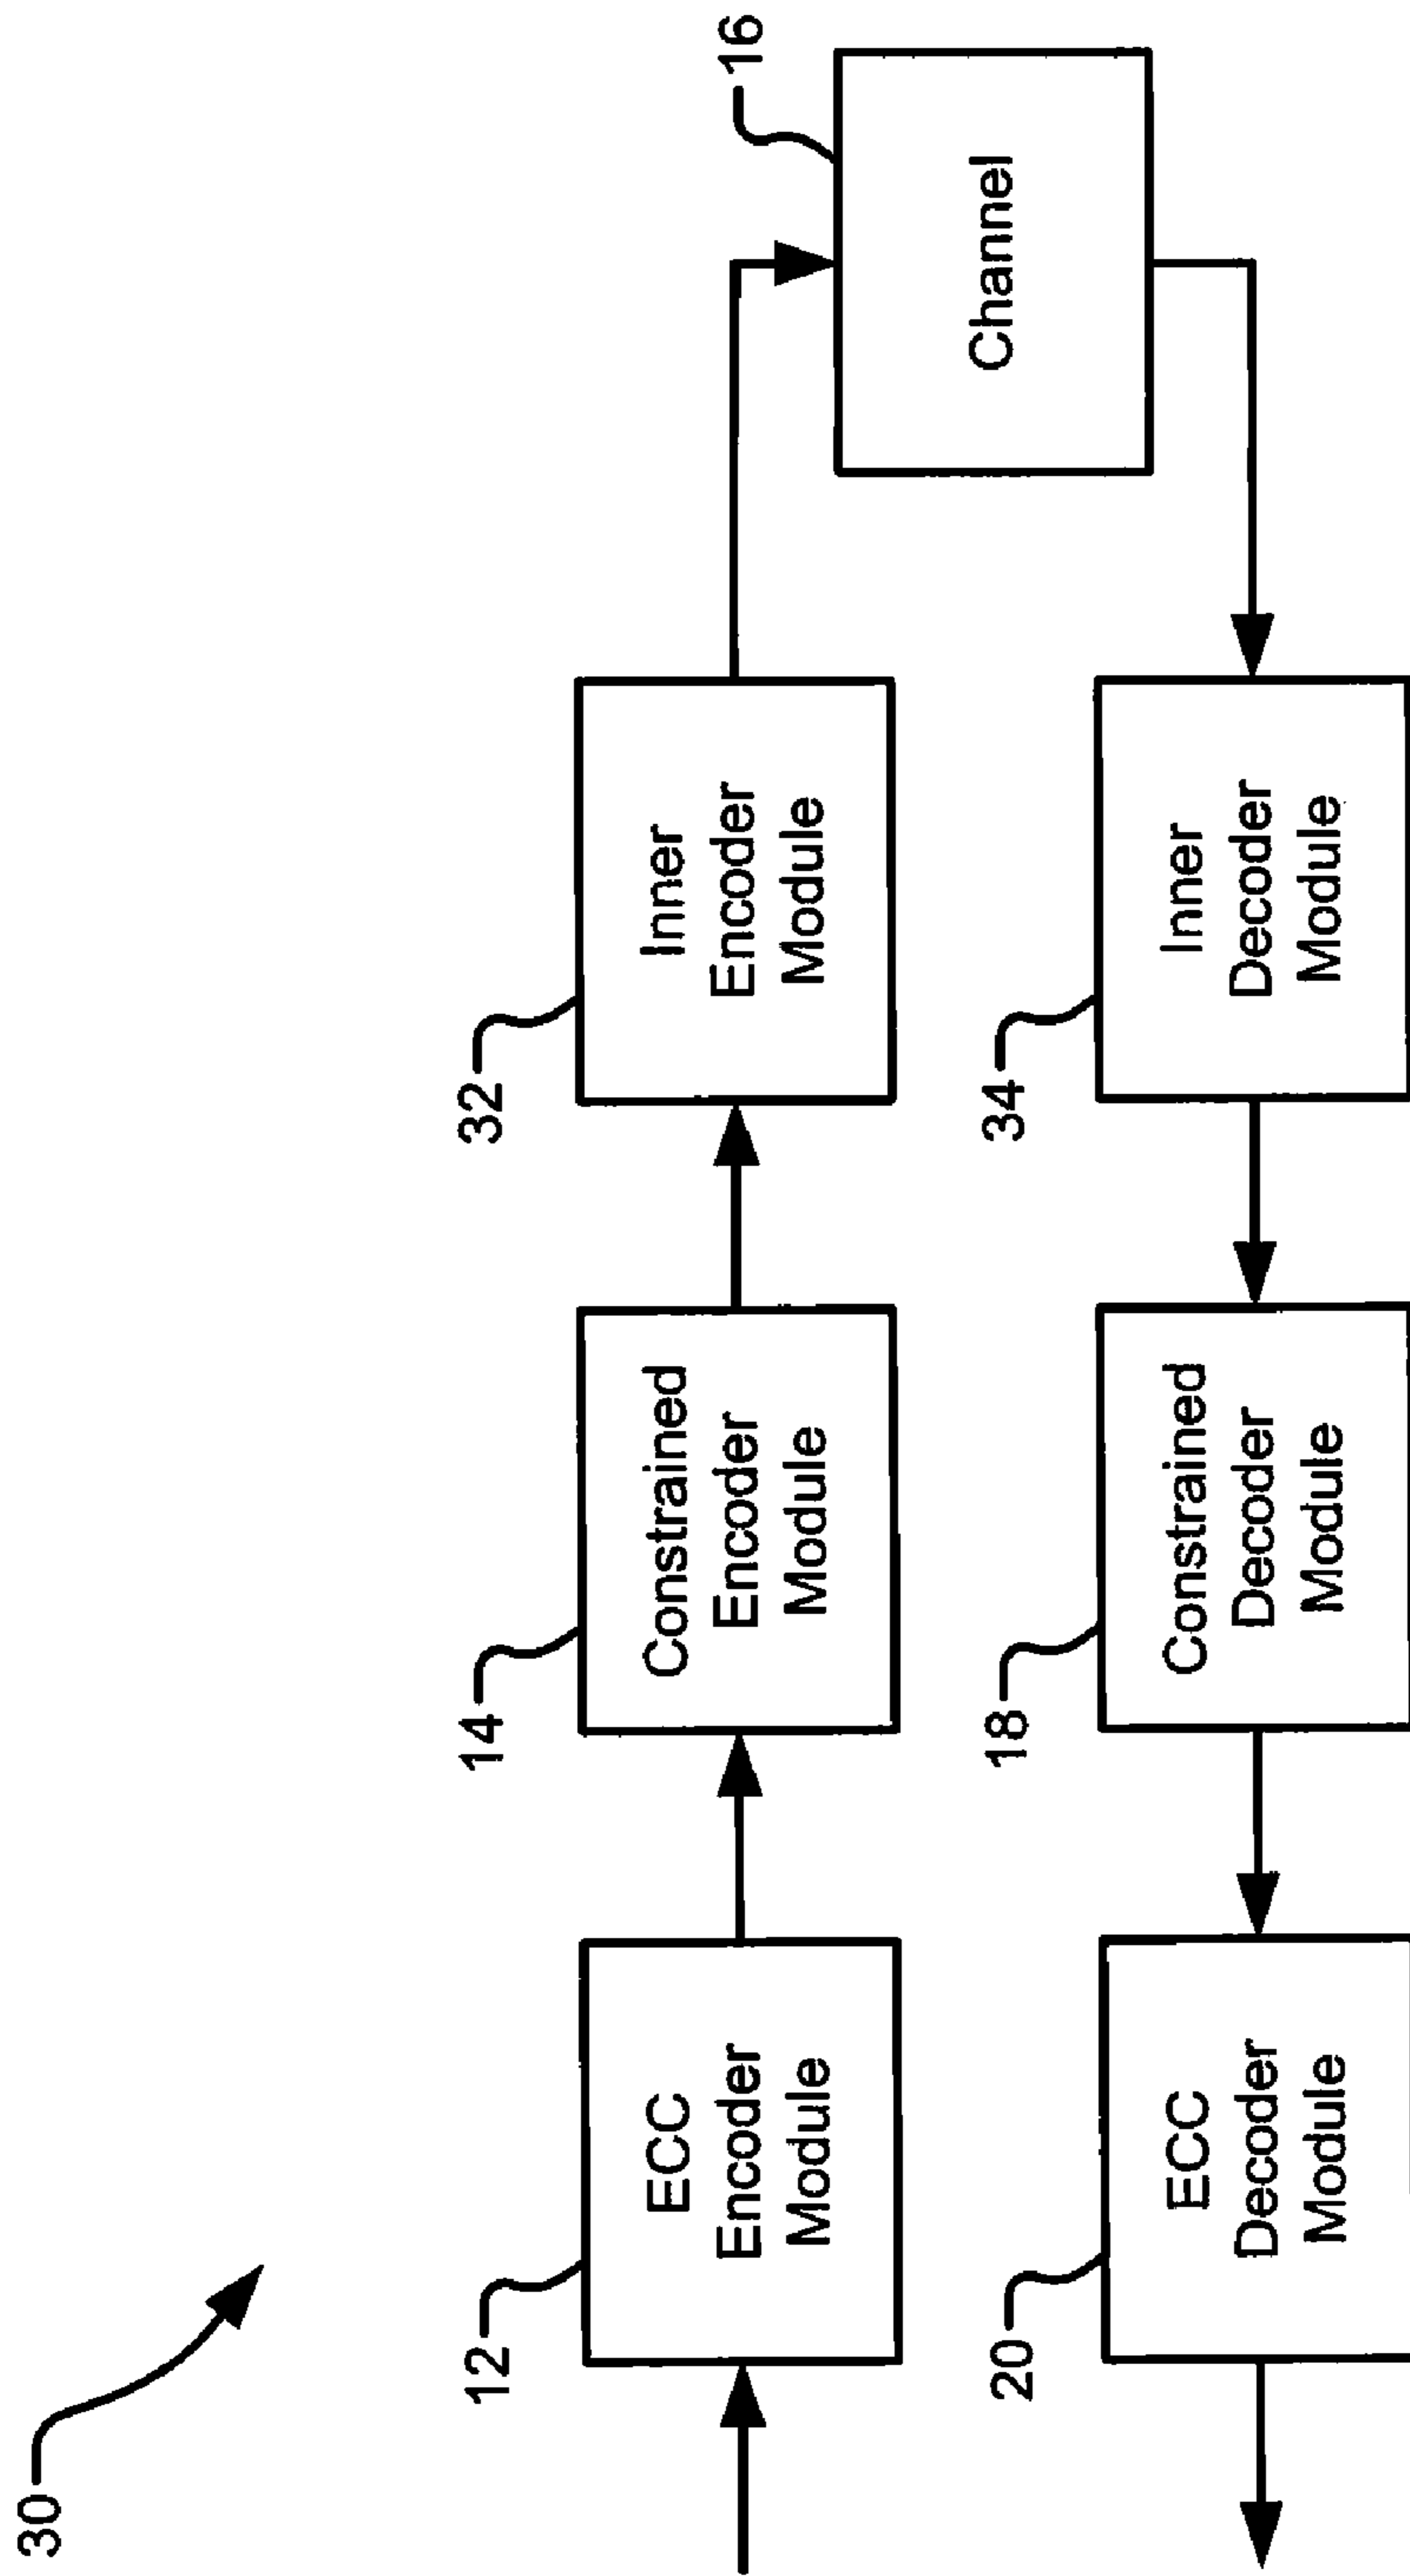 30
12
ECC
Encoder
Module
14
Constrained
Encoder
Module
32
Inner
Encoder
Module
16
Channel
20
ECC
Decoder
Module
18
Constrained
Decoder
Module
34
Inner
Decoder
Module